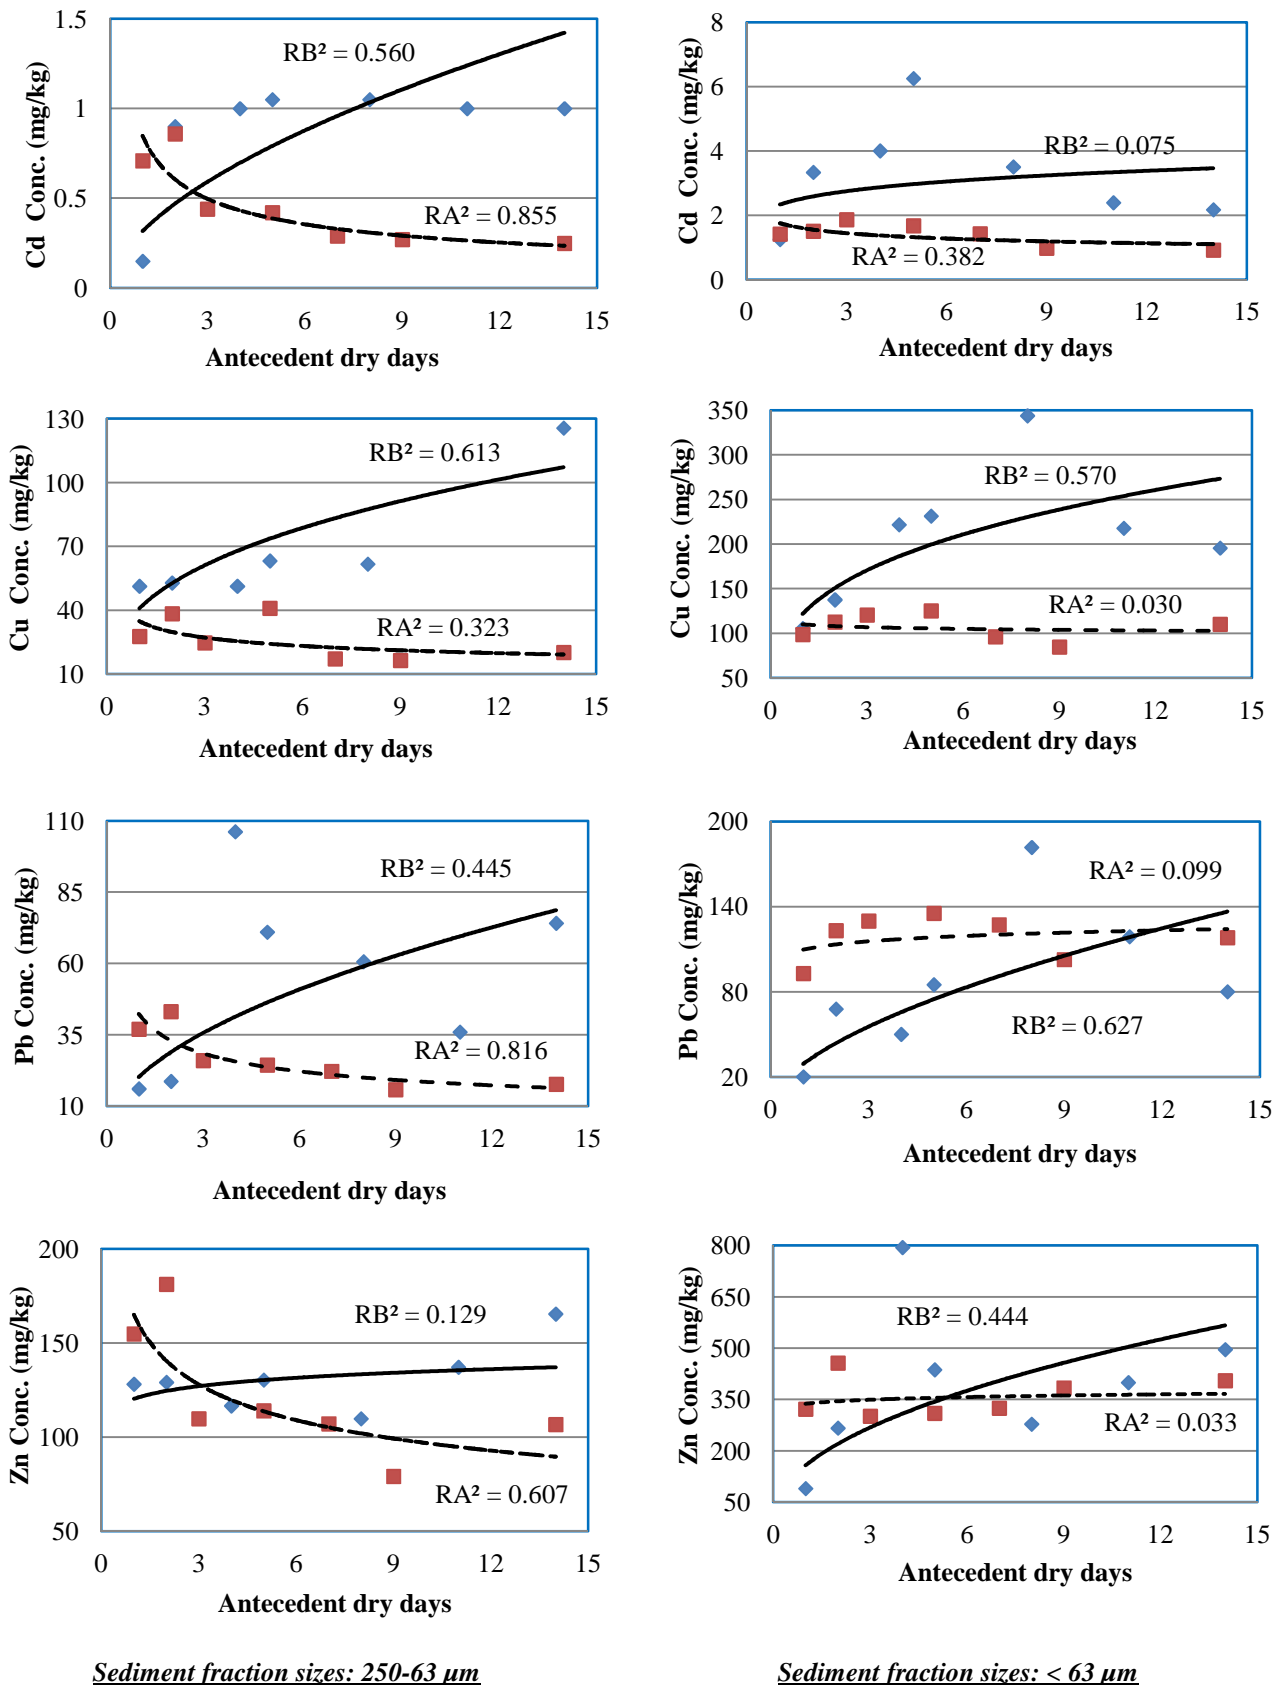 1.5
1
0.5
0
Cd Conc. (mg/kg)
RB² = 0.560
RA² = 0.855
0 3 6 9 12 15
Antecedent dry days
8
6
4
2
0
Cd Conc. (mg/kg)
RB² = 0.075
RA² = 0.382
0 3 6 9 12 15
Antecedent dry days
130
100
70
40
10
Cu Conc. (mg/kg)
RB² = 0.613
RA² = 0.323
0 3 6 9 12 15
Antecedent dry days
350
300
250
200
150
100
50
Cu Conc. (mg/kg)
RB² = 0.570
RA² = 0.030
0 3 6 9 12 15
Antecedent dry days
110
85
60
35
10
Pb Conc. (mg/kg)
RB² = 0.445
RA² = 0.816
0 3 6 9 12 15
Antecedent dry days
200
140
80
20
Pb Conc. (mg/kg)
RA² = 0.099
RB² = 0.627
0 3 6 9 12 15
Antecedent dry days
200
150
100
50
Zn Conc. (mg/kg)
RB² = 0.129
RA² = 0.607
0 3 6 9 12 15
Antecedent dry days
800
650
500
350
200
50
Zn Conc. (mg/kg)
RB² = 0.444
RA² = 0.033
0 3 6 9 12 15
Antecedent dry days
Sediment fraction sizes: 250-63 µm
Sediment fraction sizes: < 63 µm